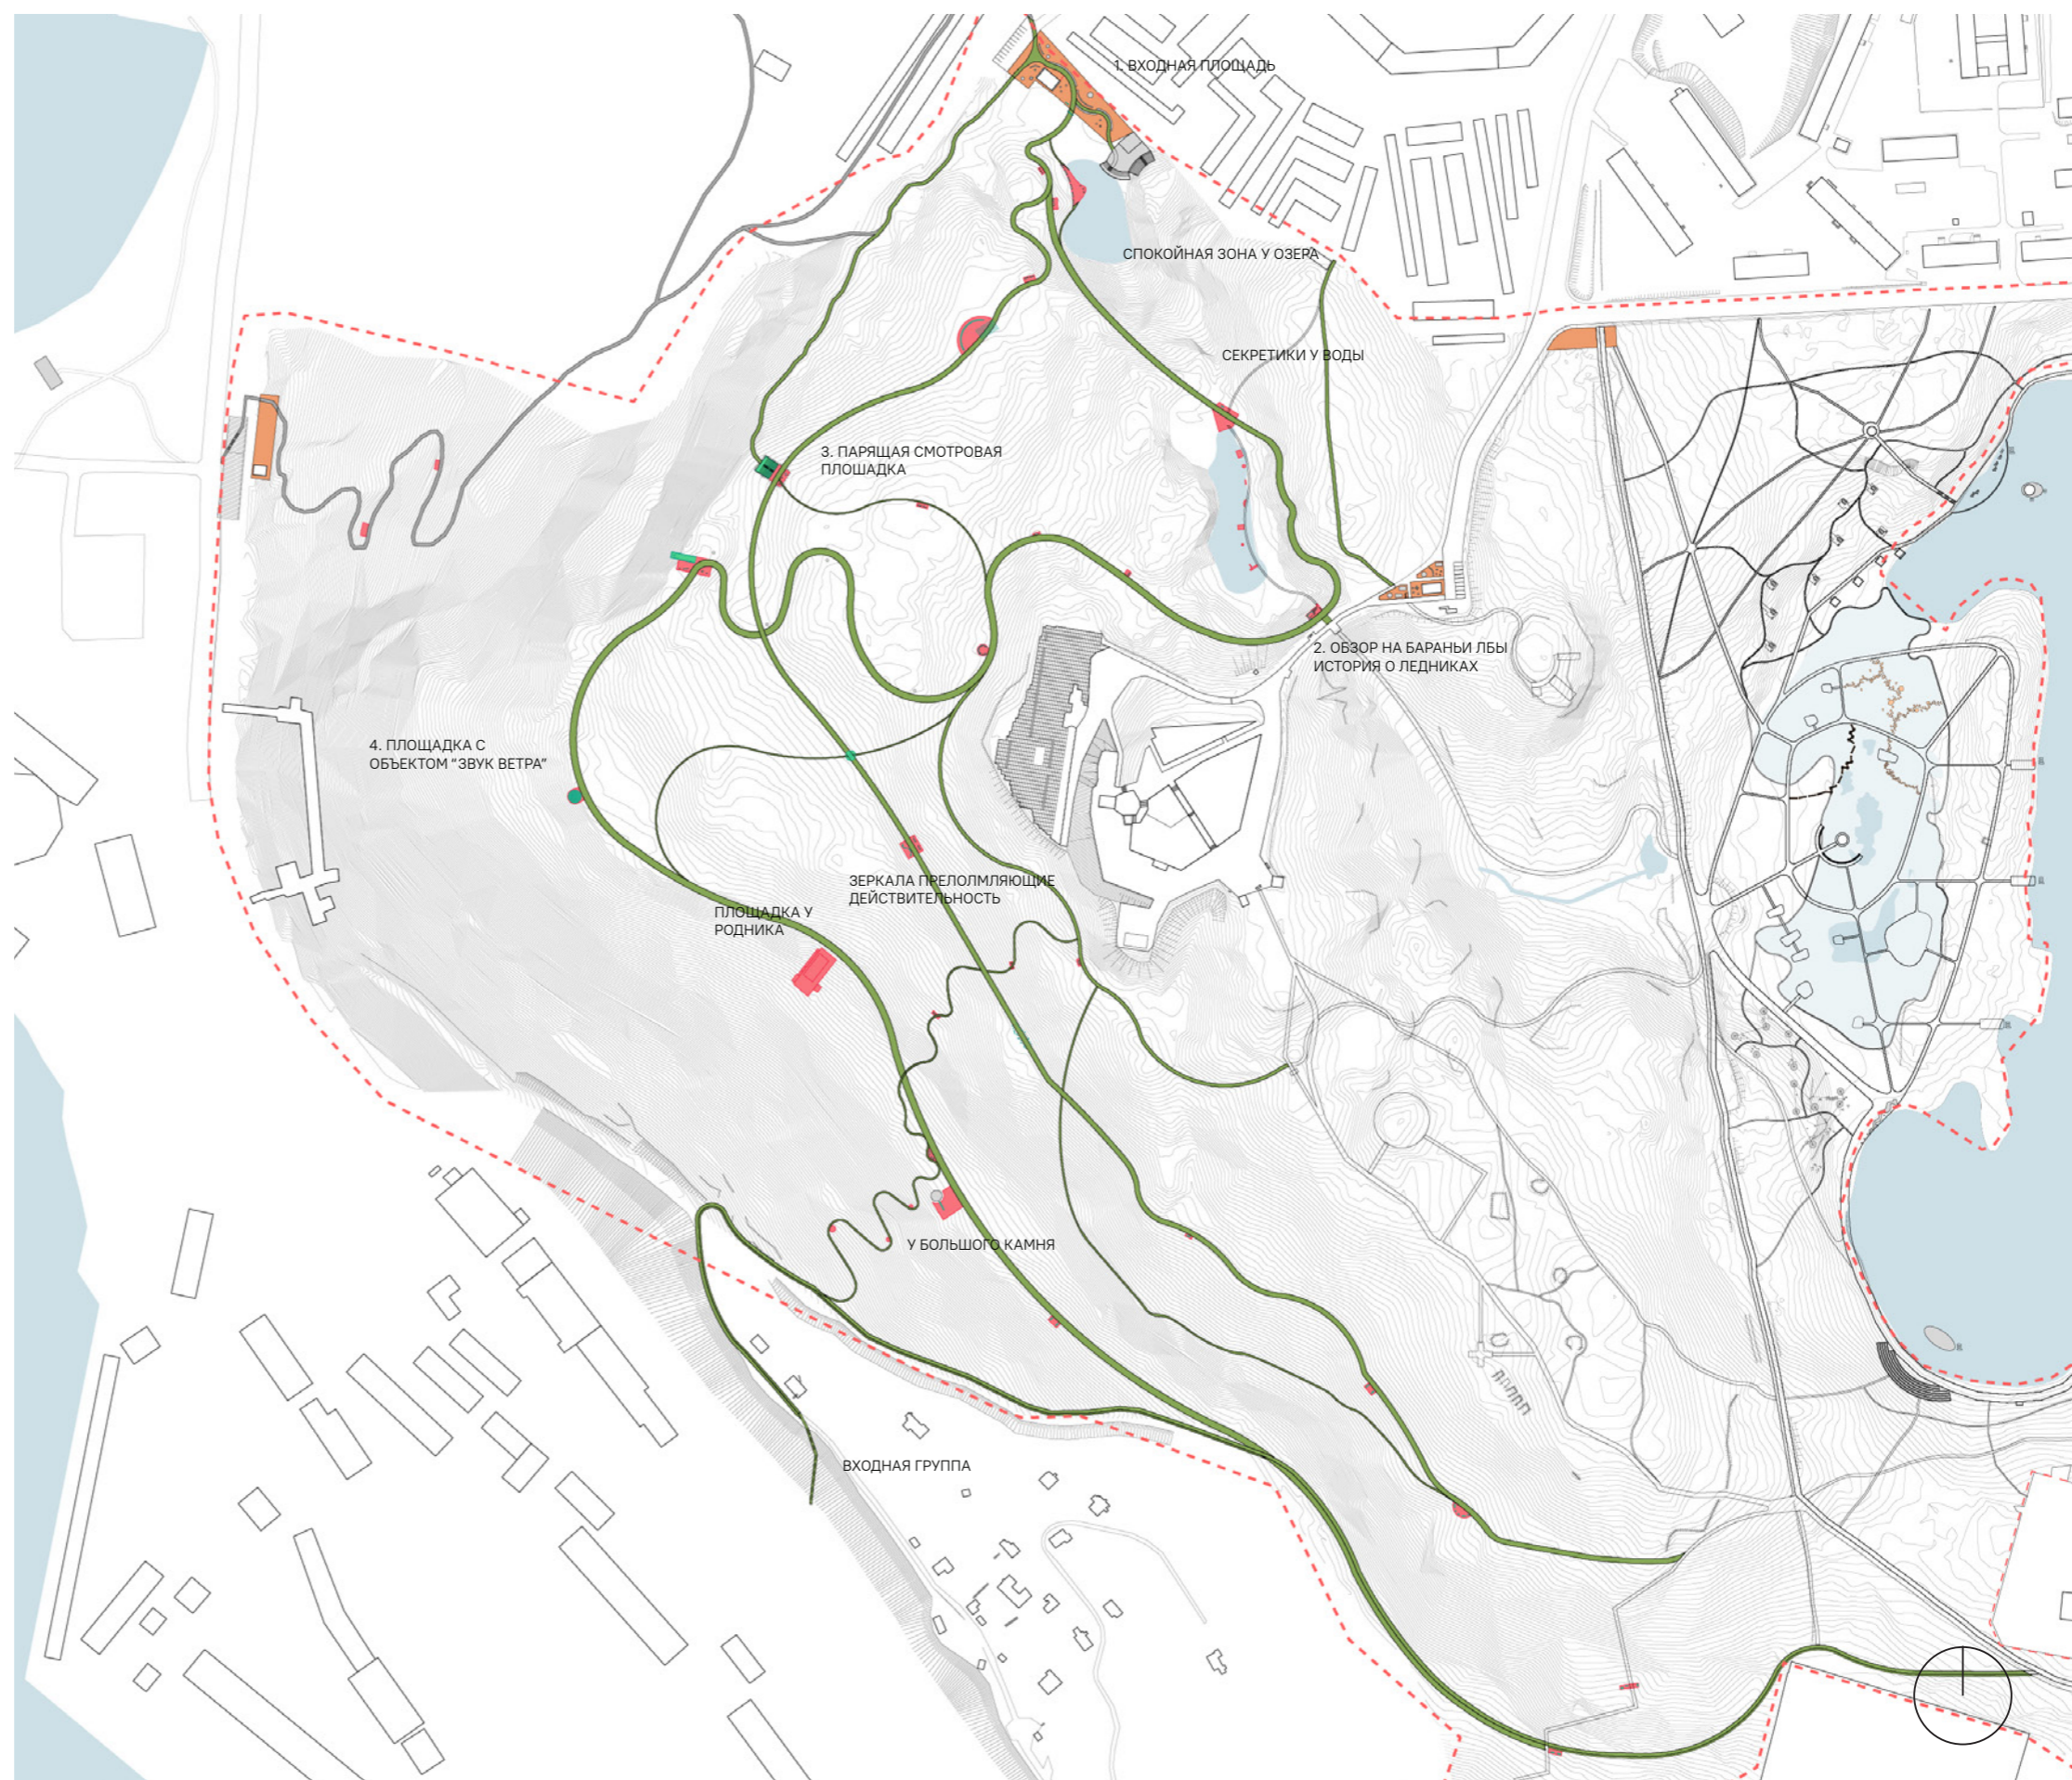 1. ВХОДНАЯ ПЛОЩАДЬ
СПОКОЙНАЯ ЗОНА У ОЗЕРА
СЕКРЕТИКИ У ВОДЫ
3. ПАРЯЩАЯ СМОТРОВАЯ
ПЛОШАДКА
2. ОБЗОР НА БАРАНЬИ ЛБЫ
ИСТОРИЯ О ЛЕДНИКАХ
4. ПЛОЩАДКА С
ОБЪЕКТОМ “ЗВУК ВЕТРА”
ЗЕРКАЛА ПРЕЛОЛМЛЯЮЩИЕ
ДЕЙСТВИТЕЛЬНОСТЬ
ПЛОЩАДКА У
РОДНИКА
У БОЛЬШОГО КАМНЯ
ВХОДНАЯ ГРУППА